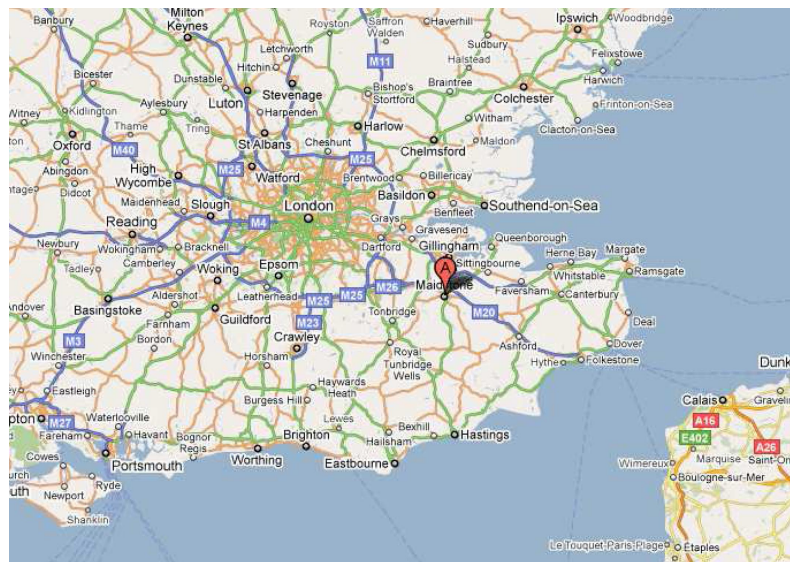 Banbury
Milton
Keynes
Royston
Saffron
Walden
Haverhill
Ipswich
Woodbridge
Sudbury
Letchworth
Hitchin
M11
Halstead
Felixstowe
Bicester
Dunstable
Stevenage
Bishop's
Stortford
Braintree
Harwich
Luton
Colchester
Kidlington
Aylesbury
Harpenden
Frinton-on-Sea
Witney
Thame
Tring
Harlow
Witham
Clacton-on-Sea
Oxford
St Albans
Cheshunt
Chelmsford
Maldon
M40
M25
M25
Abingdon
High
Wycombe
Watford
Brentwood
Billericay
Didcot
Basildon
Maidenhead
Slough
London
Southend-on-Sea
Reading
M4
Grays
Benfleet
Gravesend
Newbury
Wokingham
Bracknell
Dartford
Gillingham
Queenborough
Margate
Tadley
Camberley
Epsom
Sittingbourne
Herne Bay
Whitstable
Ramsgate
Woking
A
Aldershot
Leatherhead
M25
M25
M26
Maidstone
Faversham
Canterbury
Andover
Basingstoke
Farnham
Guildford
Tonbridge
M20
Deal
M23
M3
Bordon
Crawley
Ashford
Dover
Winchester
Horsham
Royal
Tunbridge
Wells
Hythe
Folkestone
Dunk
Eastleigh
Haywards
Heath
Burgess Hill
Calais
Gravelin
pton
M27
Waterlooville
Lewes
Bexhill
A16
Fareham
Havant
Bognor
Regis
Brighton
Hailsham
Hastings
E402
A26
Cowes
Portsmouth
Worthing
Eastbourne
Wimereux
Marquise
Saint-Om
Ryde
Newport
Boulogne-sur-Mer
outh
Shanklin
Le Touquet-Paris-Plage
Étaples